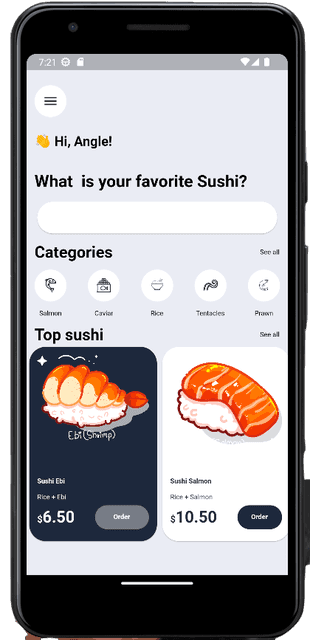 7:21
Hi, Angle!
What is your favorite Sushi?
Categories
See all
Salmon
Caviar
Rice
Tentacles
Prawn
Top sushi
See all
Ebi(Shrimp)
Sushi Ebi
Rice + Ebi
$6.50
Order
Sushi Salmon
Rice + Salmon
$10.50
Order